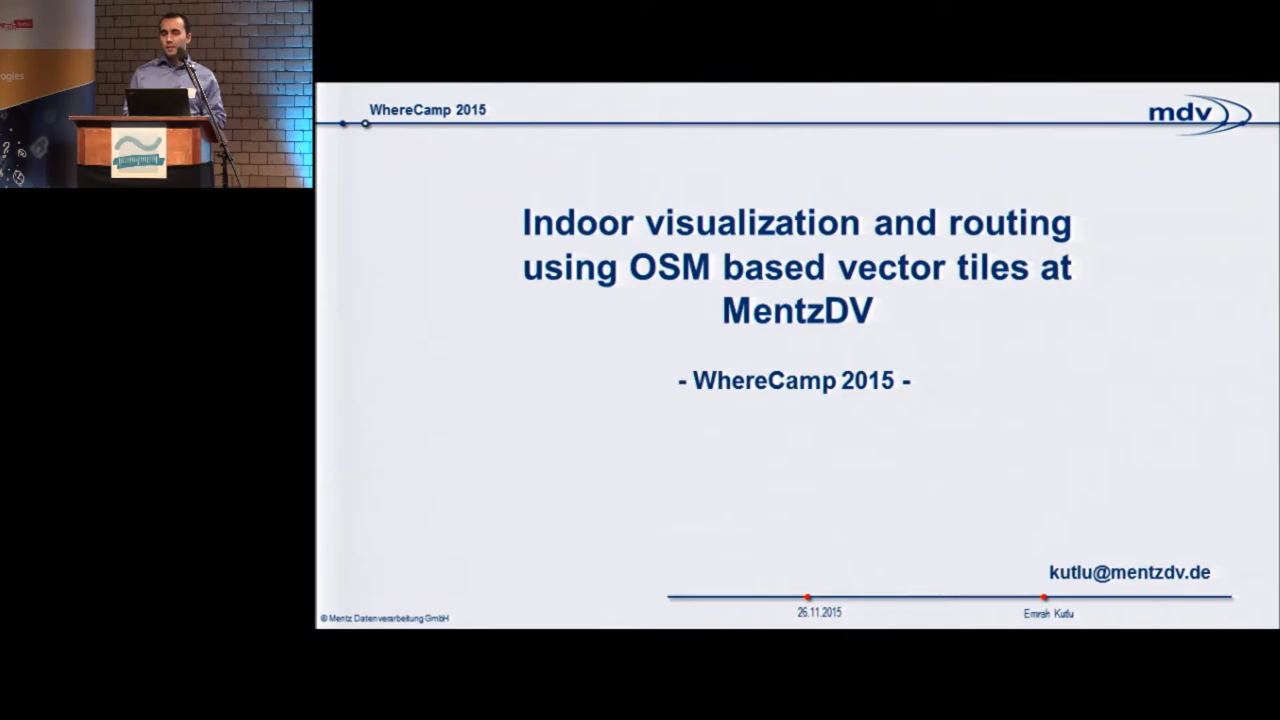 ogies
WhereCamp 2015
mdv
Indoor visualization and routing
using OSM based vector tiles at
MentzDV
- WhereCamp 2015 -
kutlu@mentzdv.de
26.11.2015
Emrah Kutlu
© Mentz Datenverarbeitung GmbH